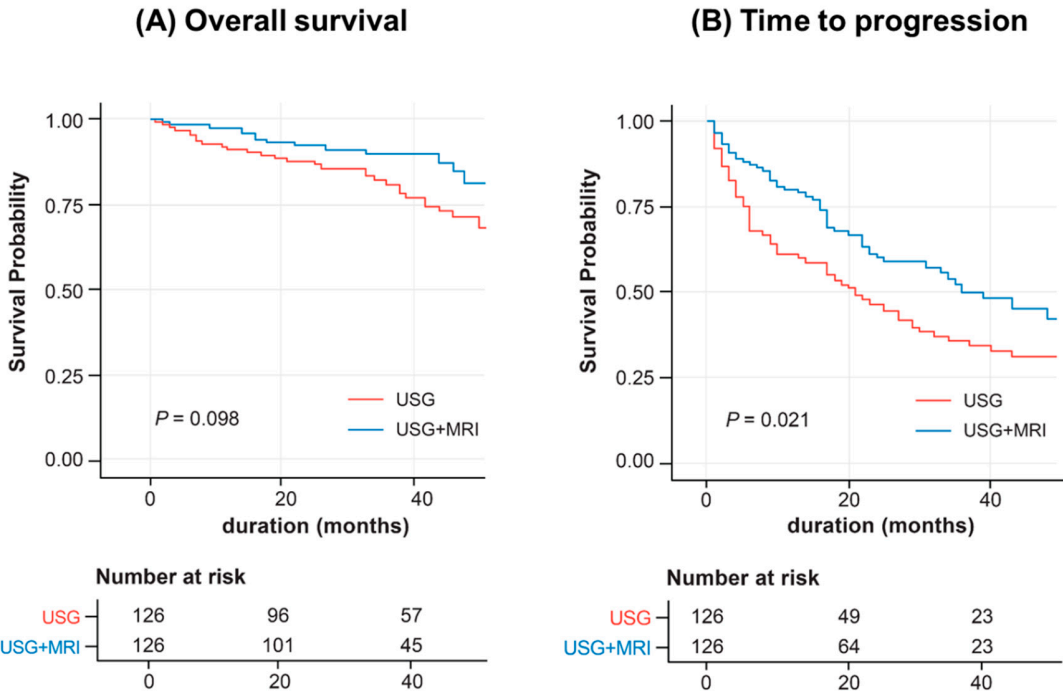 (A) Overall survival
Survival Probability
1.00
0.75
0.50
0.25
0.00
P = 0.098
USG
USG+MRI
0 20 40
duration (months)
Number at risk
USG 126 96 57
USG+MRI 126 101 45
0 20 40
(B) Time to progression
Survival Probability
1.00
0.75
0.50
0.25
0.00
P = 0.021
USG
USG+MRI
0 20 40
duration (months)
Number at risk
USG 126 49 23
USG+MRI 126 64 23
0 20 40